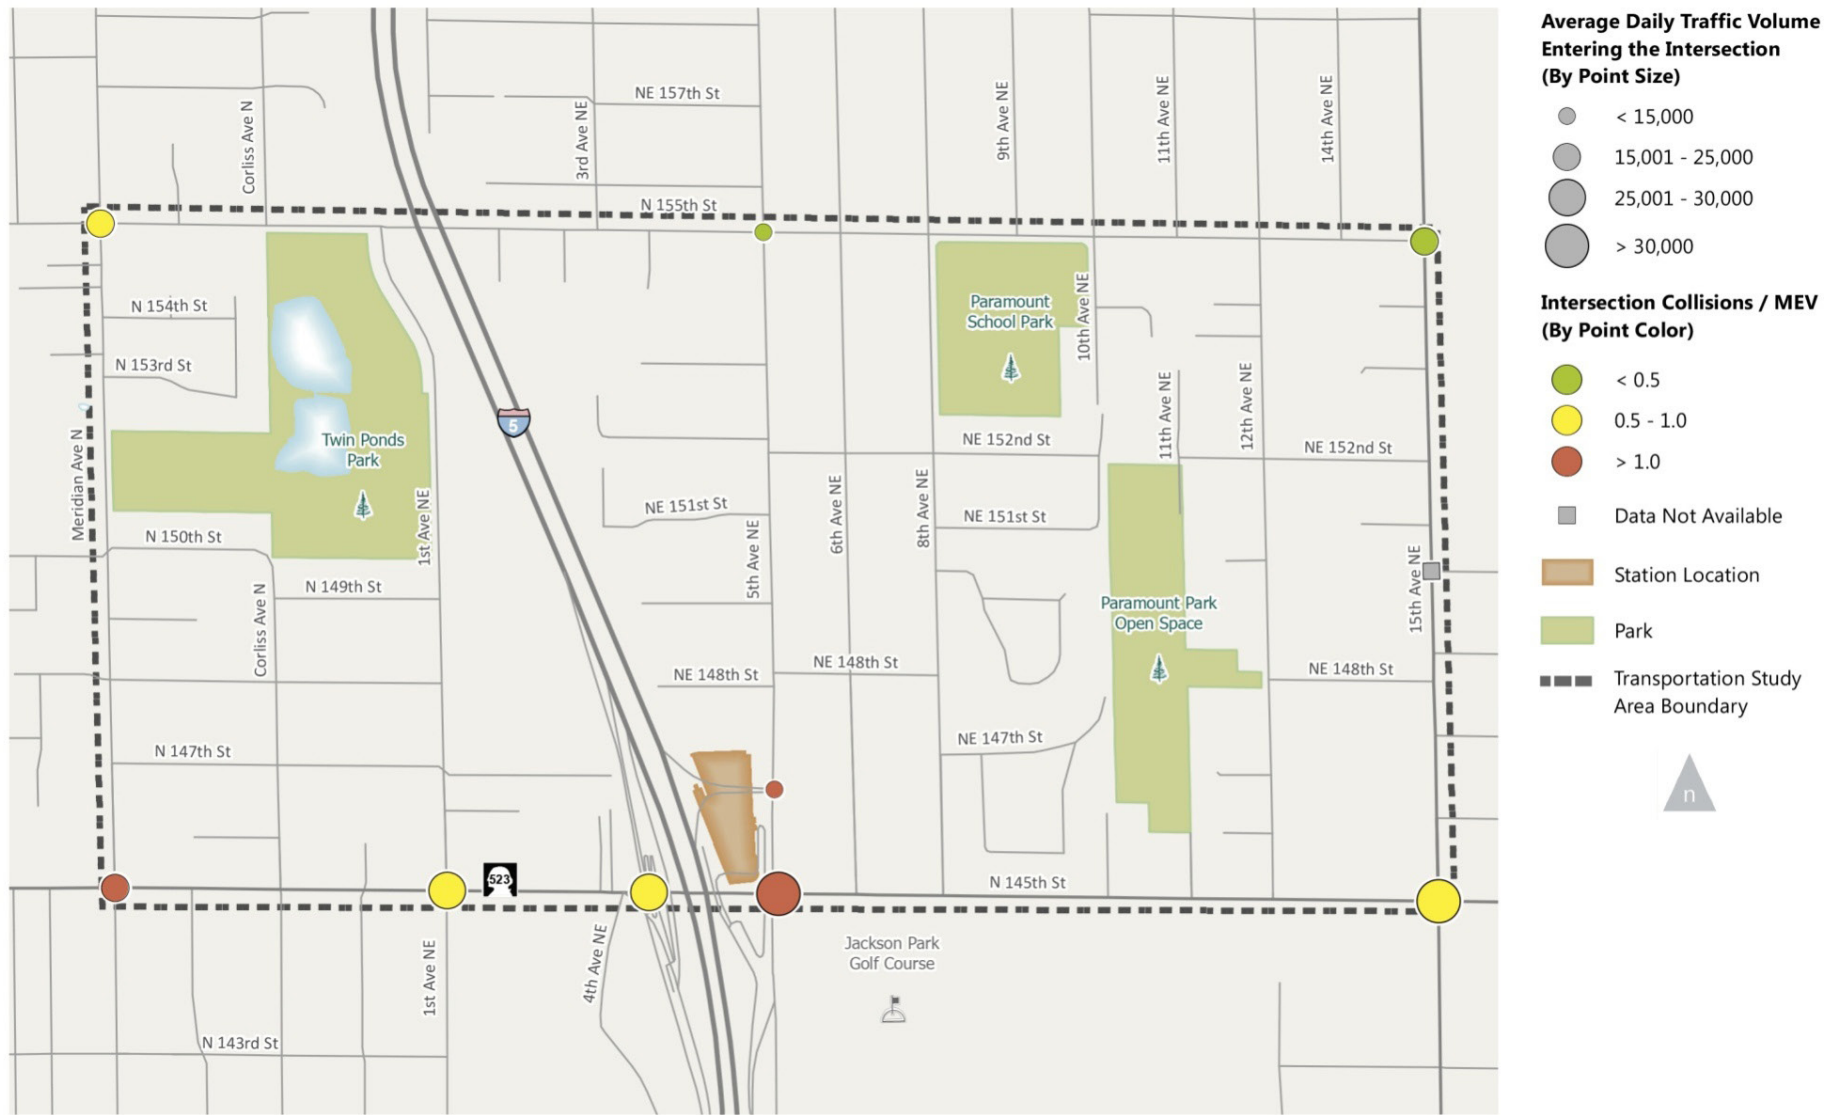 Average Daily Traffic Volume
Entering the Intersection
(By Point Size)
< 15,000
15,001 - 25,000
25,001 - 30,000
> 30,000
Intersection Collisions / MEV
(By Point Color)
< 0.5
0.5 - 1.0
> 1.0
Data Not Available
Station Location
Park
Transportation Study
Area Boundary
n
NE 157th St
Corliss Ave N
3rd Ave NE
9th Ave NE
11th Ave NE
14th Ave NE
N 155th St
N 154th St
N 153rd St
Paramount
School Park
10th Ave NE
5
Twin Ponds
Park
Meridian Ave N
1st Ave NE
NE 152nd St
11th Ave NE
12th Ave NE
NE 152nd St
NE 151st St
6th Ave NE
8th Ave NE
NE 151st St
N 150th St
5th Ave NE
15th Ave NE
N 149th St
Corliss Ave N
Paramount Park
Open Space
NE 148th St
NE 148th St
NE 148th St
N 147th St
NE 147th St
523
N 145th St
1st Ave NE
4th Ave NE
Jackson Park
Golf Course
N 143rd St